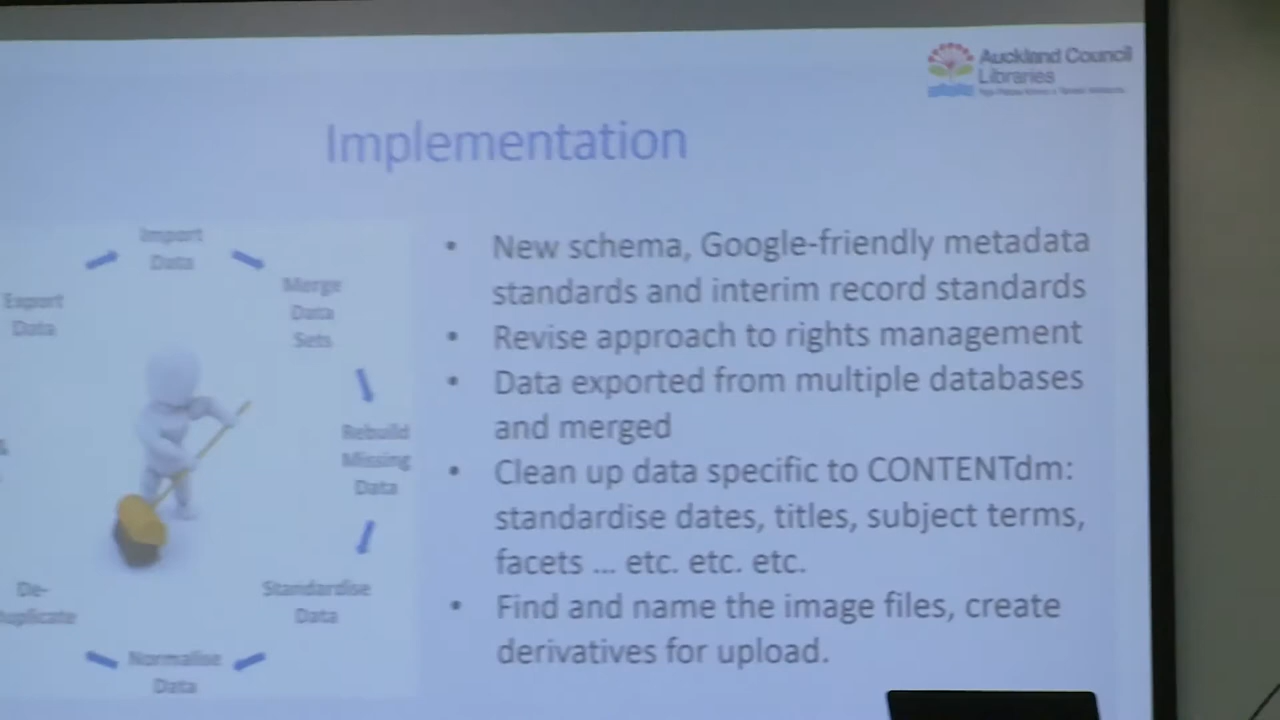 Auckland Council
Libraries
Implementation
Import
Data
Merge
Data
Sets
Rebuild
Missing
Data
Standardise
Data
Normalise
Data
De-
Export
Data
• New schema, Google-friendly metadata
standards and interim record standards
• Revise approach to rights management
• Data exported from multiple databases
and merged
• Clean up data specific to CONTENTdm:
standardise dates, titles, subject terms,
facets ... etc. etc. etc.
• Find and name the image files, create
derivatives for upload.